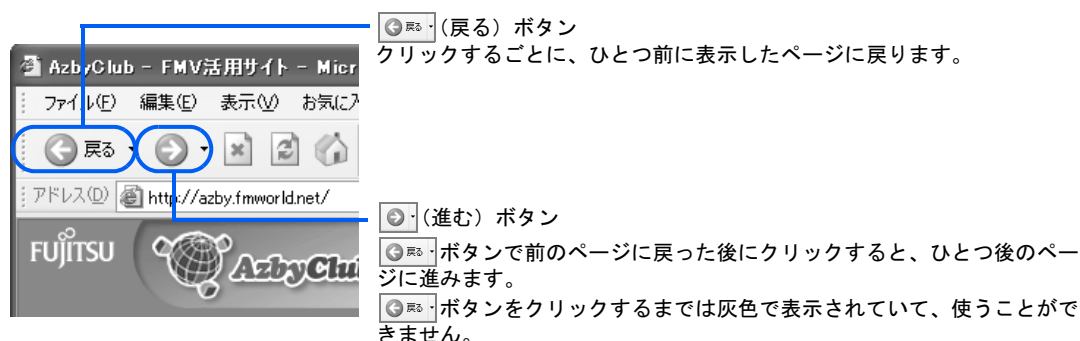 戻る (戻る) ボタン
クリックするごとに、ひとつ前に表示したページに戻ります。
AzbyClub - FMV活用サイト - Micr
ファイル(F) 編集(E) 表示(V) お気に入
戻る
アドレス(D) http://azby.fmworld.net/
FUJITSU AzbyClu
(進む) ボタン
戻る ボタンで前のページに戻った後にクリックすると、ひとつ後のペー
ジに進みます。
戻る ボタンをクリックするまでは灰色で表示されていて、使うことがで
きません。